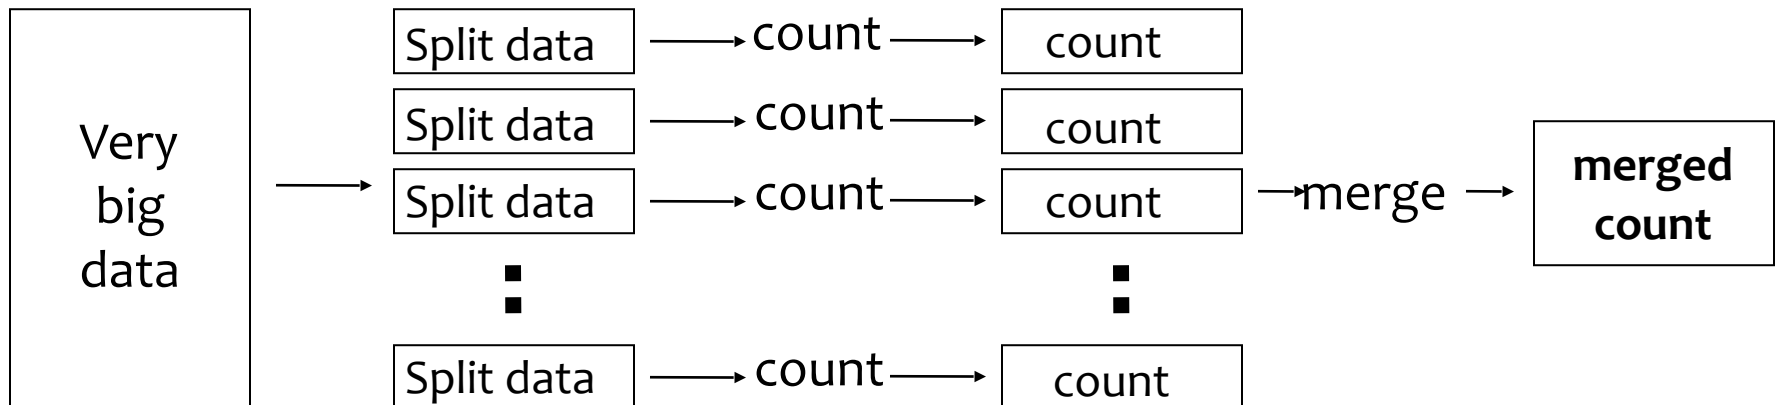 Very
big
data
Split data count count
Split data count count
Split data count count
Split data count count
merge
merged
count